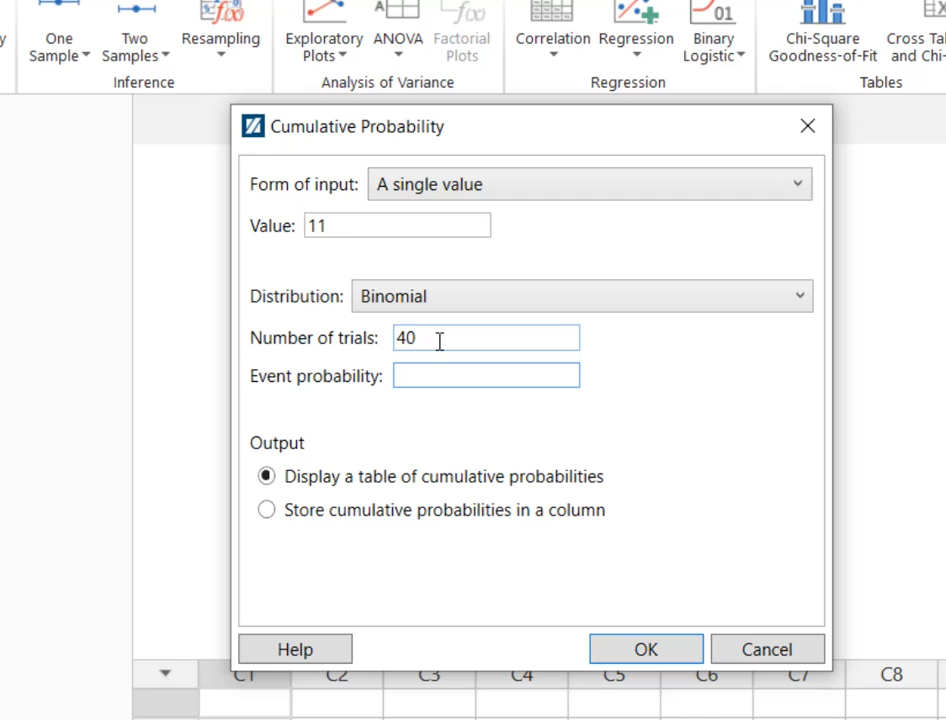 One Two Resampling Exploratory ANOVA Factorial Correlation Regression Binary Chi-Square
Sample Samples Plots Plots Logistic Goodness-of-Fit and Chi-
Inference Analysis of Variance Regression Tables
Cumulative Probability
Form of input: A single value
Value: 11
Distribution: Binomial
Number of trials: 40
Event probability:
Output
Display a table of cumulative probabilities
Store cumulative probabilities in a column
Help OK Cancel
C1 C2 C3 C4 C5 C6 C7 C8